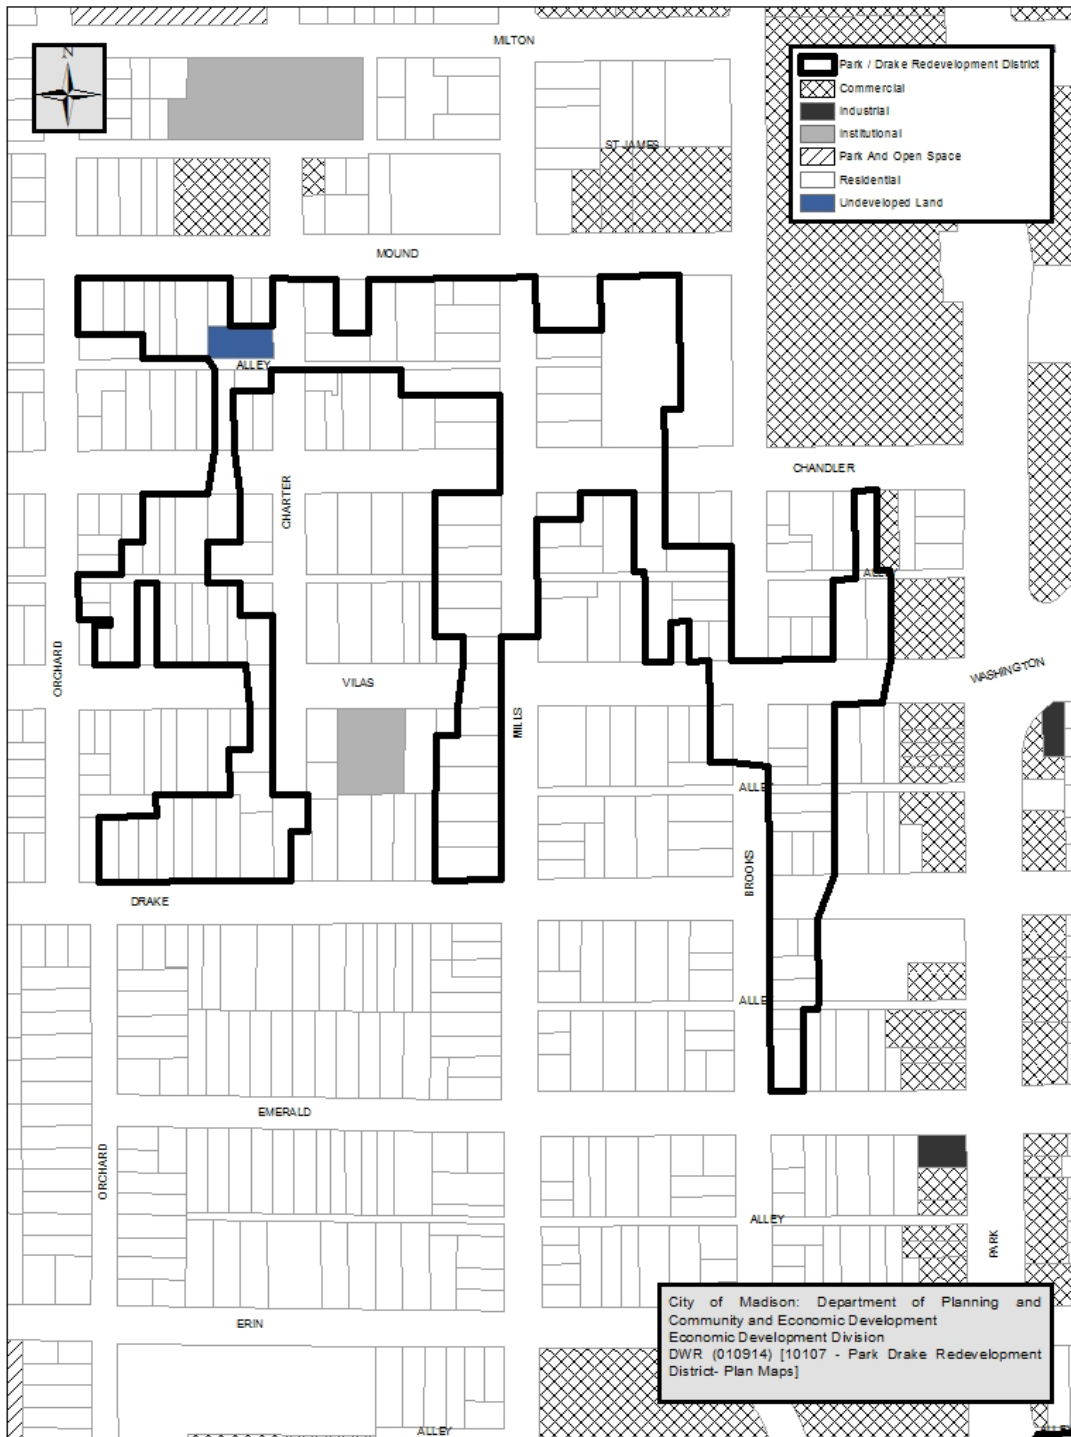 MILTON
N
Park / Drake Redevelopment District
Commercial
Industrial
Institutional
Park And Open Space
Residential
Undeveloped Land
ST JAMES
MOUND
ALLEY
CHANDLER
CHARTER
ALLEY
ORCHARD
VILAS
WASHINGTON
MILLS
ALLEY
BROOKS
DRAKE
ALLEY
EMERALD
ORCHARD
ALLEY
PARK
ERIN
City of Madison: Department of Planning and
Community and Economic Development
Economic Development Division
DWR (010914) [10107 - Park Drake Redevelopment
District- Plan Maps]
ALLEY
ALLEY